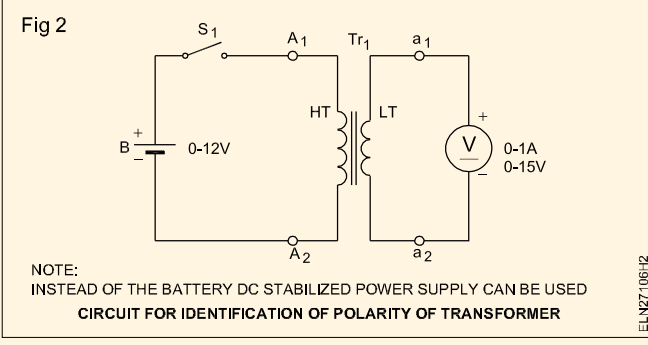 Fig 2
S1
A1
Tr1
a1
HT
LT
+
B
−
0-12V
+
V
−
0-1A
0-15V
A2
a2
NOTE:
INSTEAD OF THE BATTERY DC STABILIZED POWER SUPPLY CAN BE USED
CIRCUIT FOR IDENTIFICATION OF POLARITY OF TRANSFORMER
ELN27106H2